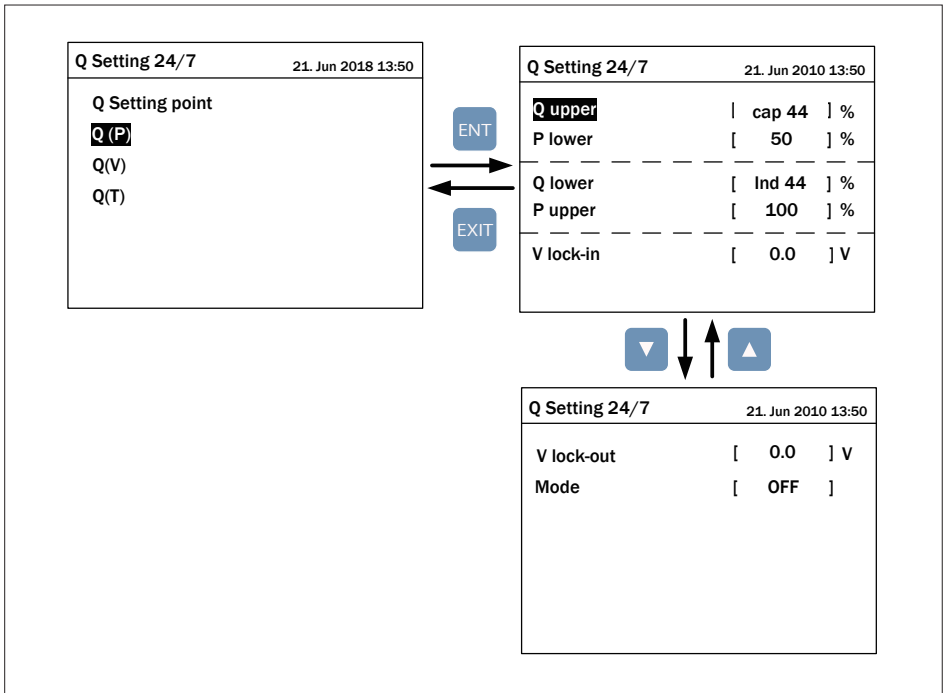 Q Setting 24/7 21. Jun 2018 13:50
Q Setting point
Q (P)
Q(V)
Q(T)
ENT
EXIT
Q Setting 24/7 21. Jun 2010 13:50
Q upper [ cap 44 ] %
P lower [ 50 ] %
Q lower [ Ind 44 ] %
P upper [ 100 ] %
V lock-in [ 0.0 ] V
▼ ▲
Q Setting 24/7 21. Jun 2010 13:50
V lock-out [ 0.0 ] V
Mode [ OFF ]